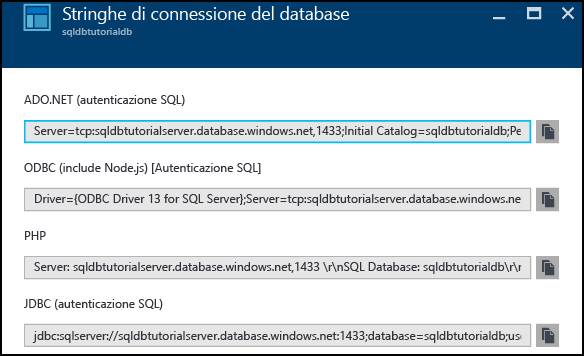 Stringhe di connessione del database
sqldbtutorialdb
ADO.NET (autenticazione SQL)
Server=tcp:sqldbtutorialserver.database.windows.net,1433;Initial Catalog=sqldbtutorialdb;Pe
ODBC (include Node.js) [Autenticazione SQL]
Driver={ODBC Driver 13 for SQL Server};Server=tcp:sqldbtutorialserver.database.windows.ne
PHP
Server: sqldbtutorialserver.database.windows.net,1433 \r\nSQL Database: sqldbtutorialdb\r\r
JDBC (autenticazione SQL)
jdbc:sqlserver://sqldbtutorialserver.database.windows.net:1433;database=sqldbtutorialdb;use